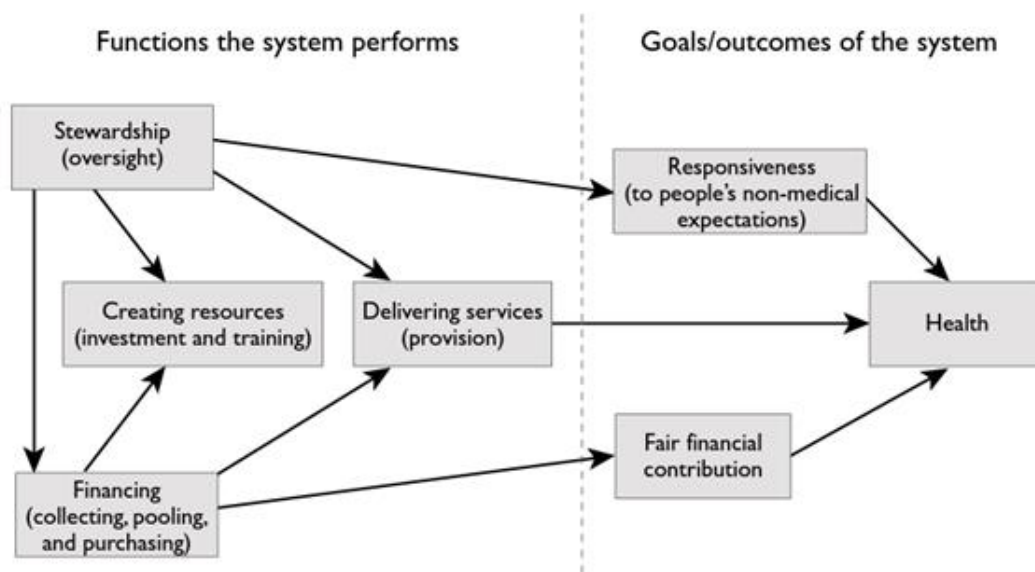 Functions the system performs
Goals/outcomes of the system
Stewardship
(oversight)
Responsiveness
(to people’s non-medical
expectations)
Creating resources
(investment and training)
Delivering services
(provision)
Health
Fair financial
contribution
Financing
(collecting, pooling,
and purchasing)